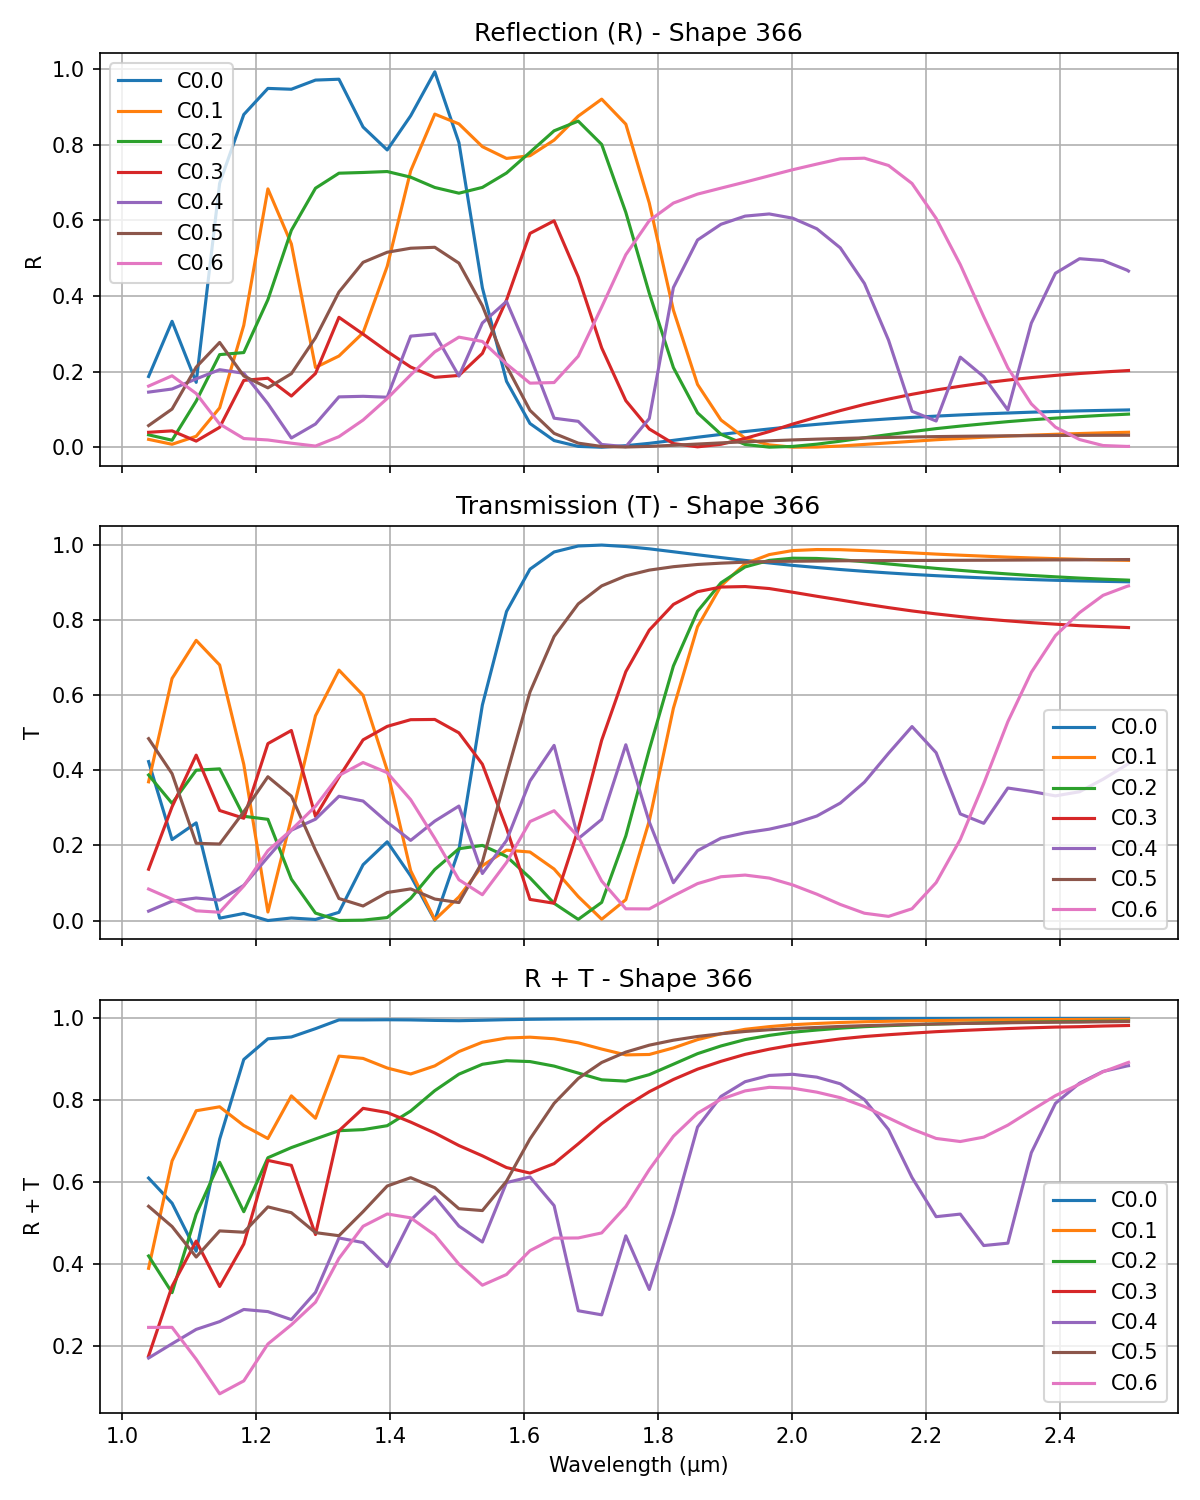 Reflection (R) - Shape 366
1.0
0.8
0.6
0.4
0.2
0.0
R
C0.0
C0.1
C0.2
C0.3
C0.4
C0.5
C0.6
Transmission (T) - Shape 366
1.0
0.8
0.6
0.4
0.2
0.0
T
C0.0
C0.1
C0.2
C0.3
C0.4
C0.5
C0.6
R + T - Shape 366
1.0
0.8
0.6
0.4
0.2
R + T
C0.0
C0.1
C0.2
C0.3
C0.4
C0.5
C0.6
1.0 1.2 1.4 1.6 1.8 2.0 2.2 2.4
Wavelength (μm)